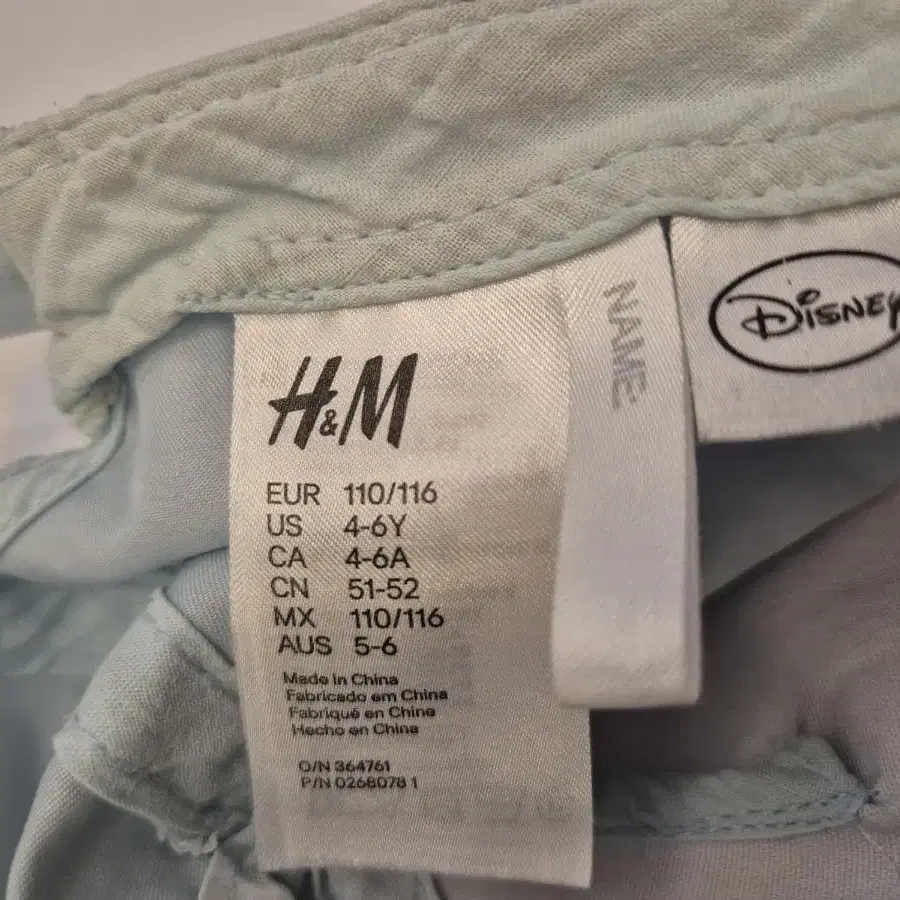 H&M
EUR 110/116
US 4-6Y
CA 4-6A
CN 51-52
MX 110/116
AUS 5-6
Made in China
Fabricado em China
Fabriqué en Chine
Hecho en China
O/N 364761
P/N 0268078 1
NAME:
Disney